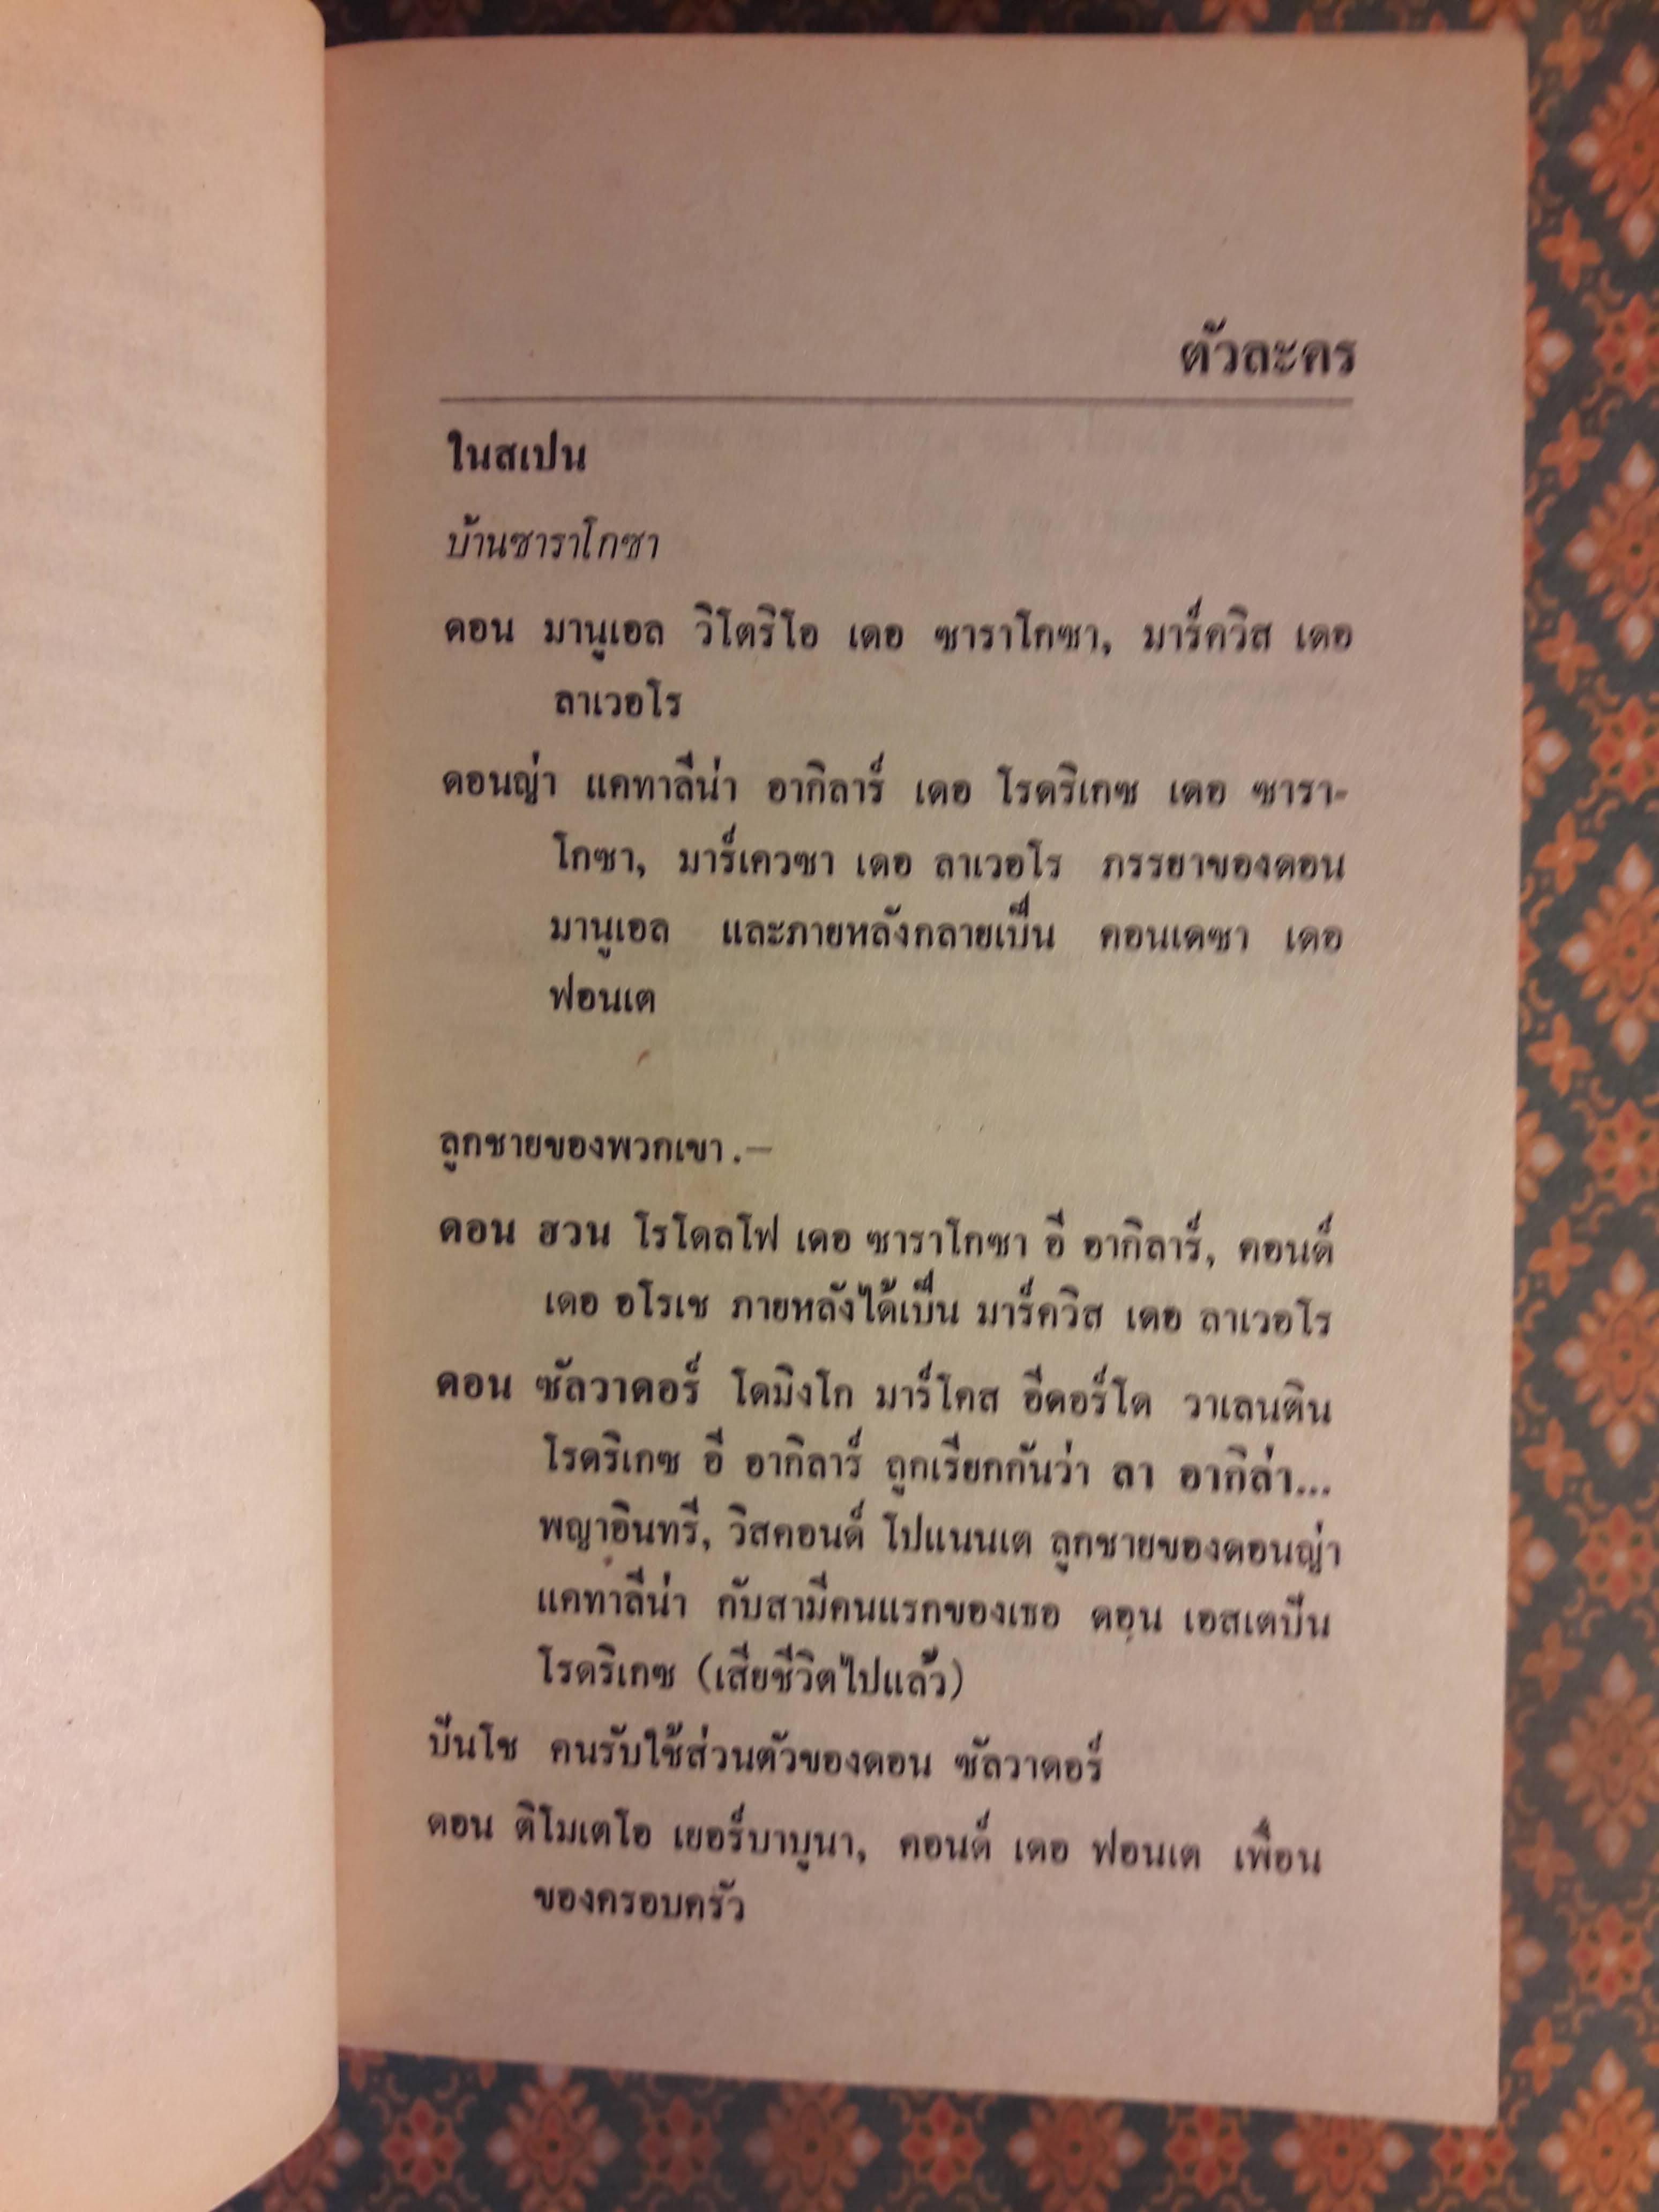 ตัวละคร
ในสเปน
บ้านซาราโกซา
ดอน มานูเอล วิโตริโอ เดอ ซาราโกซา, มาร์ควิส เดอ
ลาเวอโร
ดอนญ่า แคทาลีน่า อากิลาร์ เดอ โรดริเกซ เดอ ซารา-
โกซา, มาร์เควซา เดอ ลาเวอโร ภรรยาของดอน
มานูเอล และภายหลังกลายเป็น คอนเดซา เดอ
ฟอนเต
ลูกชายของพวกเขา.—
ดอน ฮวน โรโดลโฟ เดอ ซาราโกซา อี อากิลาร์, คอนด์
เดอ อโรเช ภายหลังได้เป็น มาร์ควิส เดอ ลาเวอโร
ดอน ซัลวาดอร์ โดมิงโก มาร์โคส อีดอร์โด วาเลนติน
โรดริเกซ อี อากิลาร์ ถูกเรียกกันว่า ลา อากิล่า...
พญาอินทรี, วิสคอนด์ โปแนนเต ลูกชายของดอนญ่า
แคทาลีน่า กับสามีคนแรกของเธอ ดอน เอสเตบัน
โรดริเกซ (เสียชีวิตไปแล้ว)
ปันโช คนรับใช้ส่วนตัวของดอน ซัลวาดอร์
ดอน ติโมเตโอ เยอร์บาบูนา, คอนด์ เดอ ฟอนเต เพื่อน
ของครอบครัว